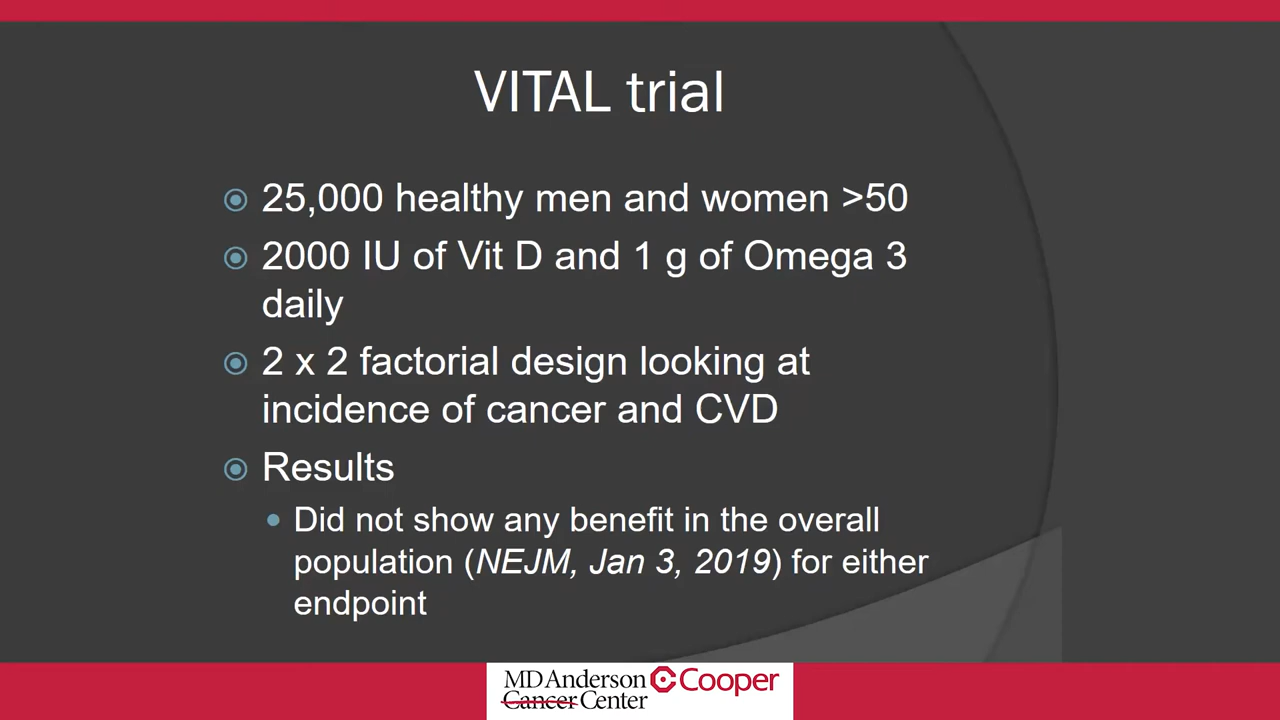 VITAL trial
25,000 healthy men and women >50
2000 IU of Vit D and 1 g of Omega 3
daily
2 x 2 factorial design looking at
incidence of cancer and CVD
Results
Did not show any benefit in the overall
population (NEJM, Jan 3, 2019) for either
endpoint
MD Anderson Cooper
Cancer Center